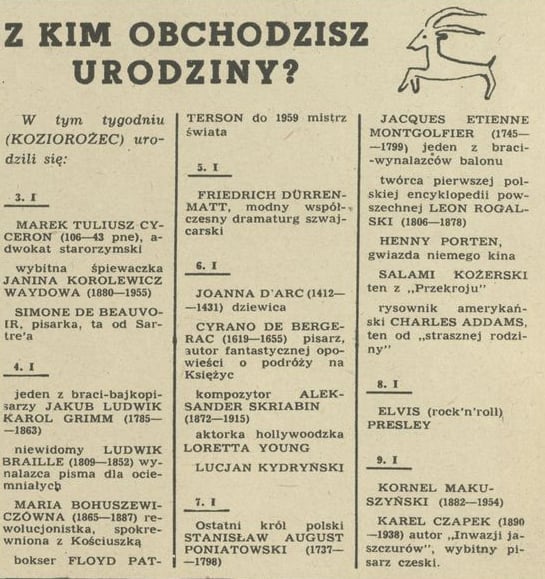 Z KIM OBCHODZISZ
URODZINY?
W tym tygodniu
(KOZIOROŻEC) uro-
dzili się:
3. I
MAREK TULIUSZ CY-
CERON (106—43 pne), a-
dwokat starorzymski
wybitna śpiewaczka
JANINA KOROLEWICZ
WAYDOWA (1880—1955)
SIMONE DE BEAUVO-
IR, pisarka, ta od Sar-
tre'a
4. I
jeden z braci-bajkopi-
sarzy JAKUB LUDWIK
KAROL GRIMM (1785—
—1863)
niewidomy LUDWIK
BRAILLE (1809—1852) wy-
nalazca pisma dla ocie-
mniałych
MARIA BOHUSZEWI-
CZÓWNA (1865—1887) re-
wolucjonistka, spokre-
wniona z Kościuszką
bokser FLOYD PAT-
TERSON do 1959 mistrz
świata
5. I
FRIEDRICH DÜRREN-
MATT, modny współ-
czesny dramaturg szwaj-
carski
6. I
JOANNA D'ARC (1412—
—1431) dziewica
CYRANO DE BERGE-
RAC (1619—1655) pisarz,
autor fantastycznej opo-
wieści o podróży na
Księżyc
kompozytor ALEK-
SANDER SKRIABIN
(1872—1915)
aktorka hollywoodzka
LORETTA YOUNG
LUCJAN KYDRYŃSKI
7. I
Ostatni król polski
STANISŁAW AUGUST
PONIATOWSKI (1737—
—1798)
JACQUES ETIENNE
MONTGOLFIER (1745—
—1799) jeden z braci-
-wynalazców balonu
twórca pierwszej pol-
skiej encyklopedii pow-
szechnej LEON ROGAL-
SKI (1806—1878)
HENNY PORTEN,
gwiazda niemego kina
SALAMI KOŻERSKI
ten z „Przekroju"
rysownik amerykań-
ski CHARLES ADDAMS,
ten od „strasznej rodzi-
ny"
8. I
ELVIS (rock'n'roll)
PRESLEY
9. I
KORNEL MAKU-
SZYŃSKI (1882—1954)
KAREL CZAPEK (1890
—1938) autor „Inwazji ja-
szczurów", wybitny pi-
sarz czeski.